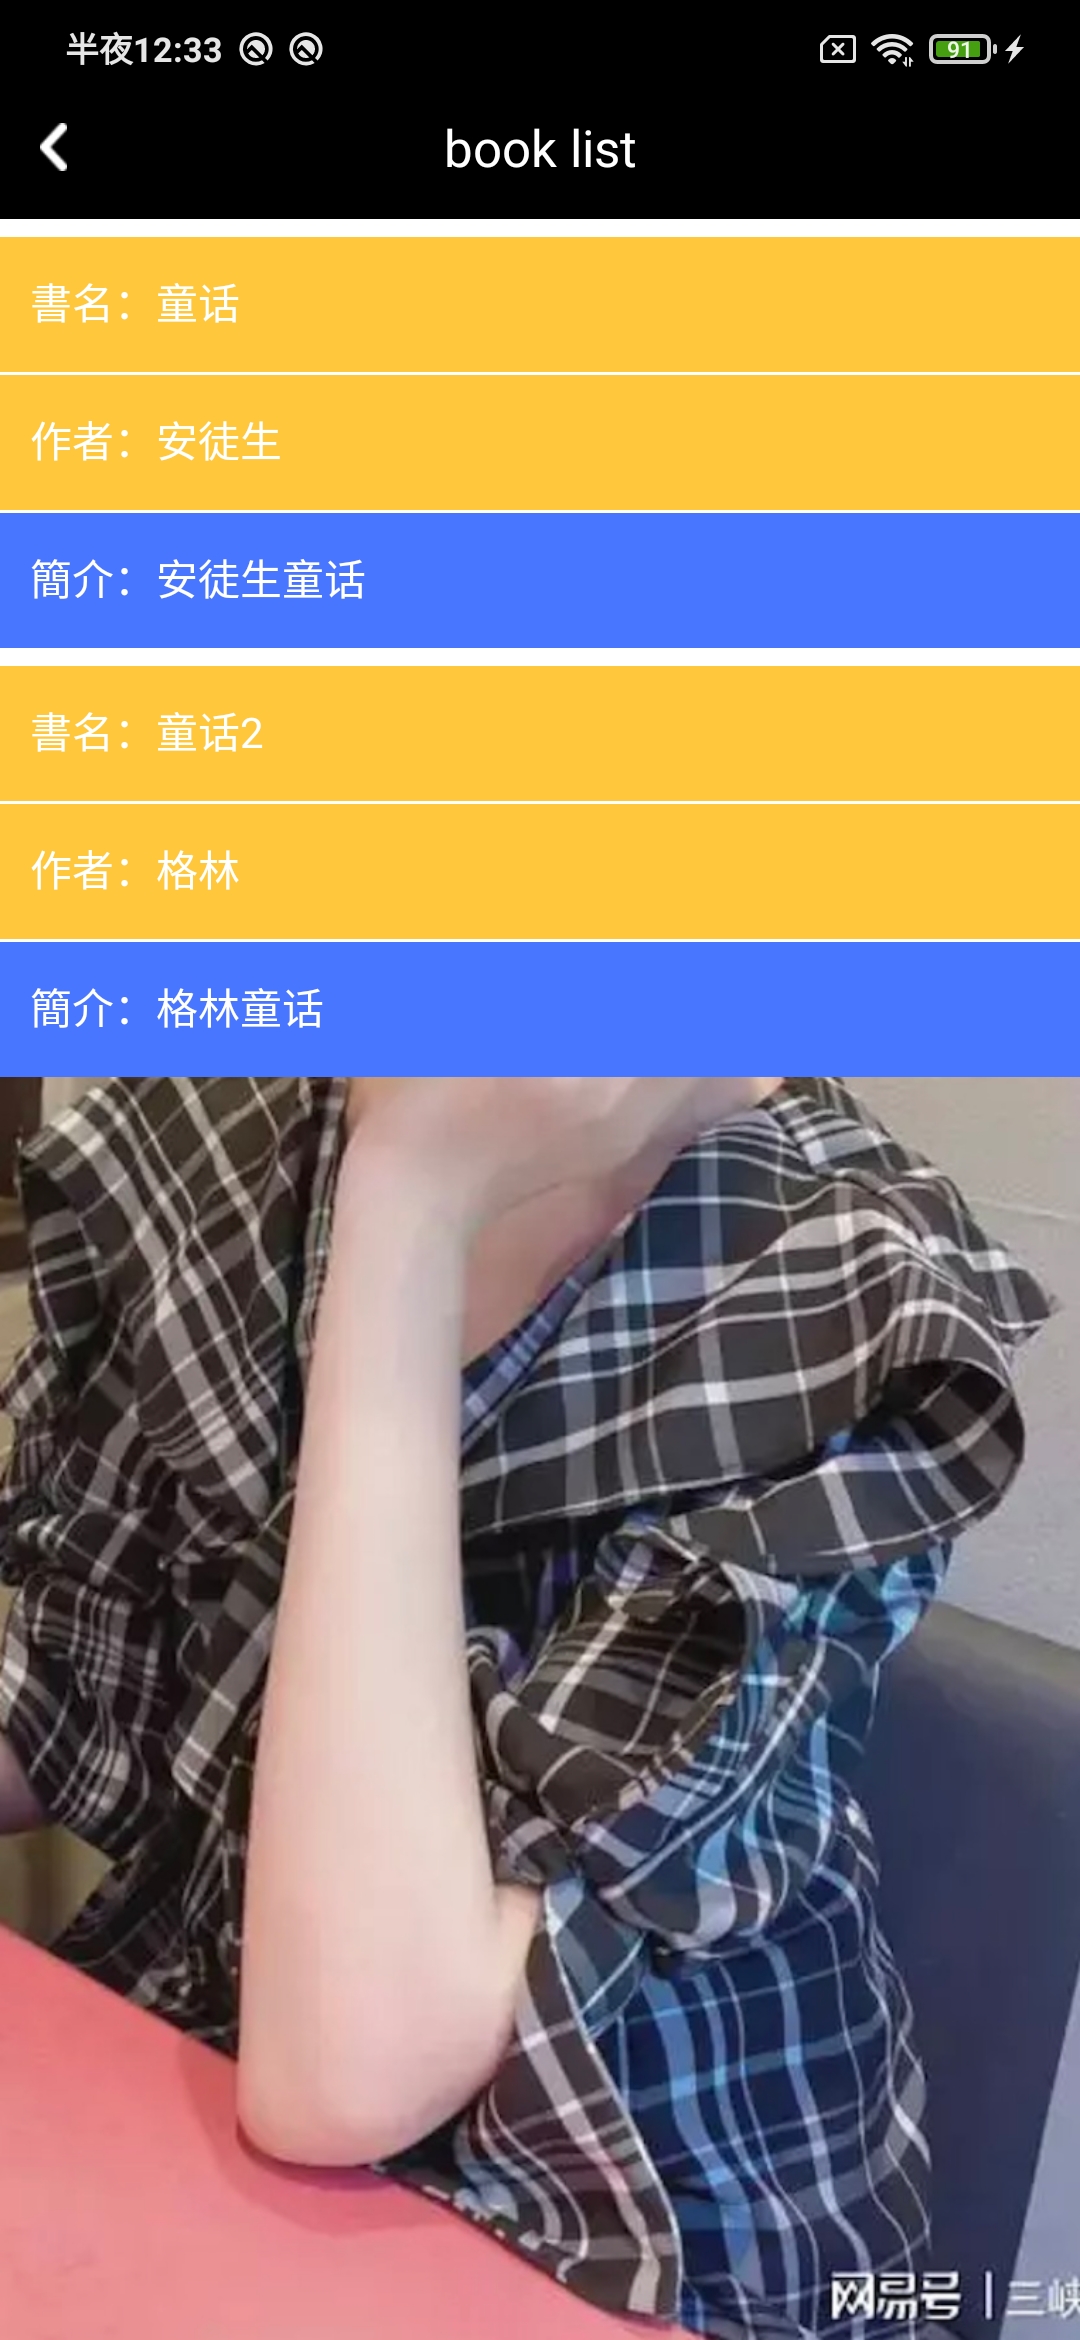 半夜12:33
91
book list
書名：童话
作者：安徒生
簡介：安徒生童话
書名：童话2
作者：格林
簡介：格林童话
网易号 | 三峡